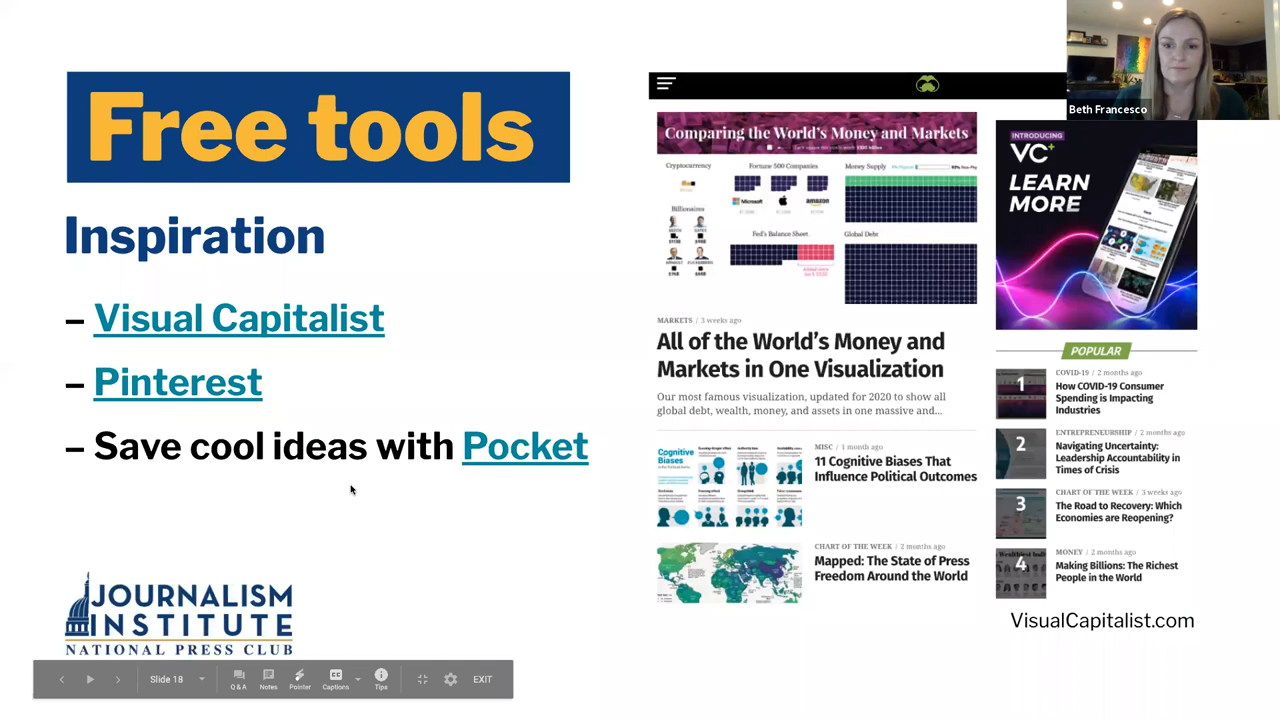 Free tools
Inspiration
– Visual Capitalist
– Pinterest
– Save cool ideas with Pocket
JOURNALISM
INSTITUTE
NATIONAL PRESS CLUB
Slide 18
Q & A
Notes
Pointer
Captions
Tips
EXIT
Comparing the World's Money and Markets
Cryptocurrency
Fortune 500 Companies
Money Supply
Microsoft
amazon
Billionaires
Fed's Balance Sheet
Global Debt
MARKETS / 3 weeks ago
All of the World's Money and
Markets in One Visualization
Our most famous visualization, updated for 2020 to show all
global debt, wealth, money, and assets in one massive and...
Cognitive
Biases
MISC / 1 month ago
11 Cognitive Biases That
Influence Political Outcomes
CHART OF THE WEEK / 2 months ago
Mapped: The State of Press
Freedom Around the World
Beth Francesco
INTRODUCING
VC+
LEARN
MORE
POPULAR
1
COVID-19 / 2 months ago
How COVID-19 Consumer
Spending is Impacting
Industries
2
ENTREPRENEURSHIP / 2 months ago
Navigating Uncertainty:
Leadership Accountability in
Times of Crisis
3
CHART OF THE WEEK / 3 weeks ago
The Road to Recovery: Which
Economies are Reopening?
4
MONEY / 2 months ago
Making Billions: The Richest
People in the World
VisualCapitalist.com